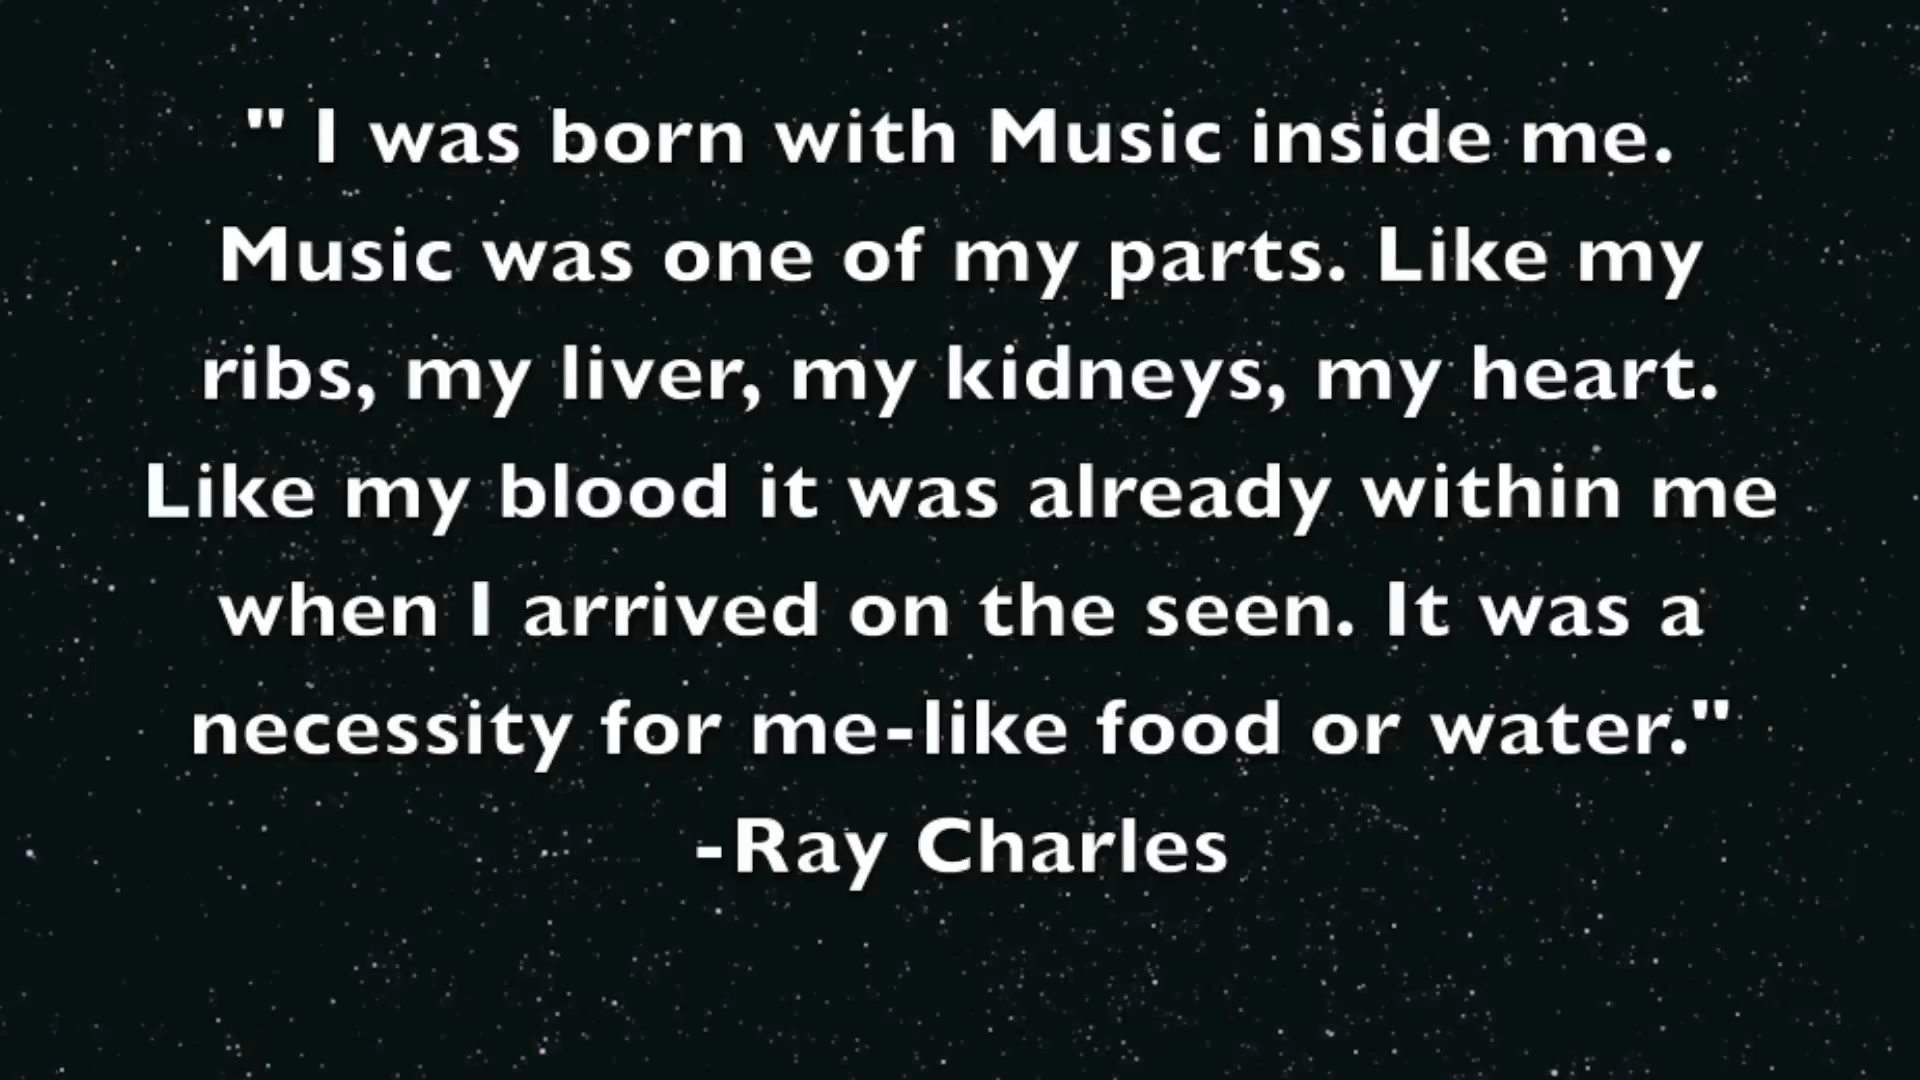 " I was born with Music inside me.
Music was one of my parts. Like my
ribs, my liver, my kidneys, my heart.
Like my blood it was already within me
when I arrived on the seen. It was a
necessity for me-like food or water."
-Ray Charles